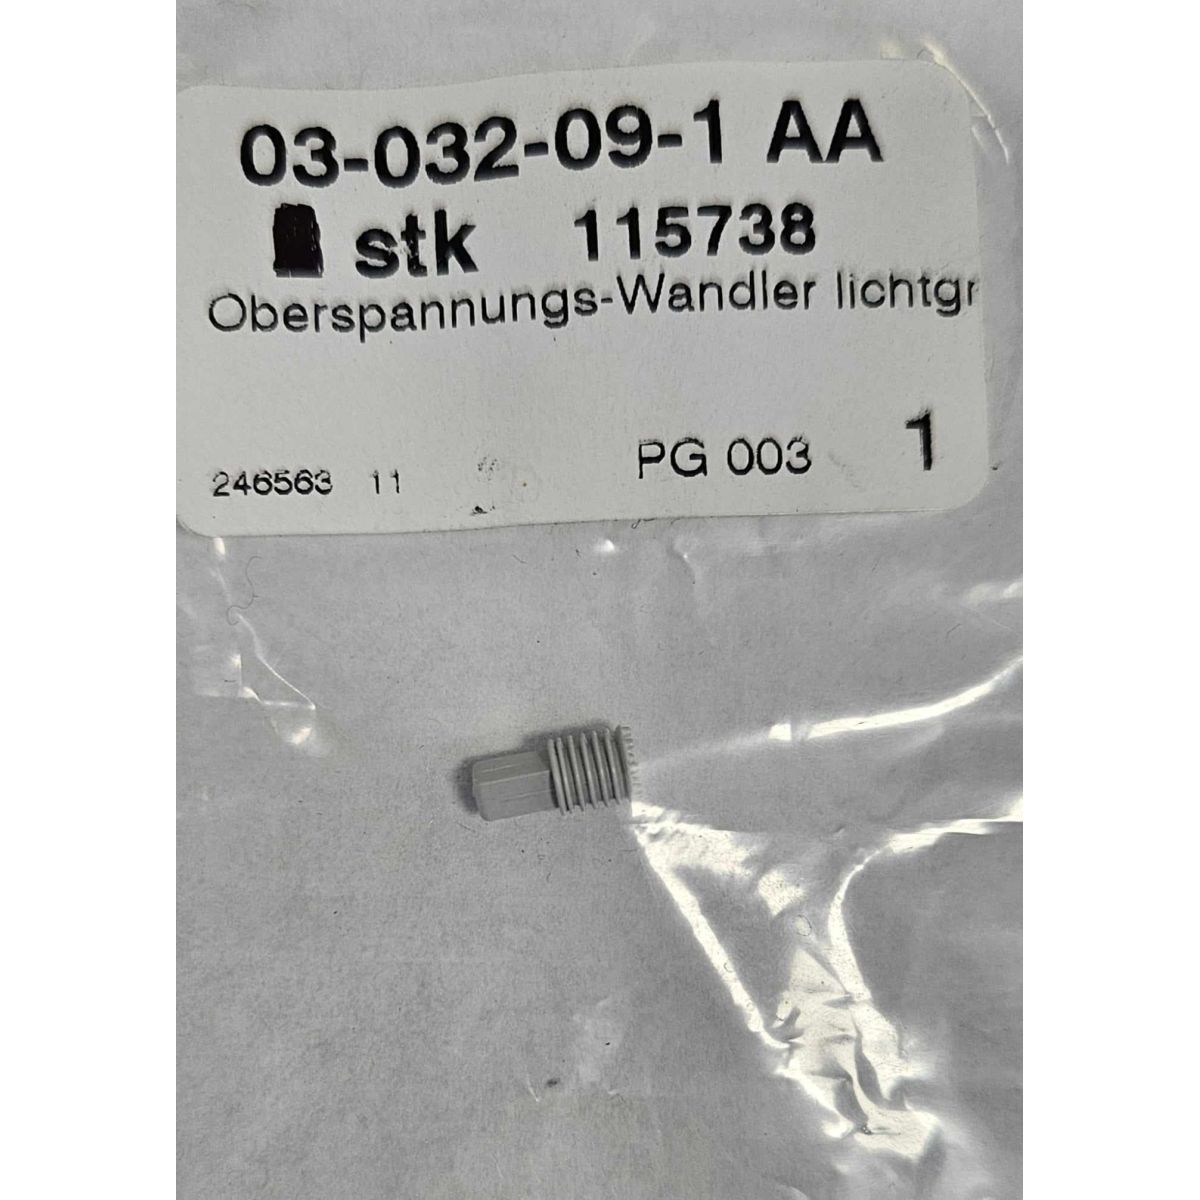 03-032-09-1 AA
stk 115738
Oberspannungs-Wandler lichtgr
246563 11 PG 003 1